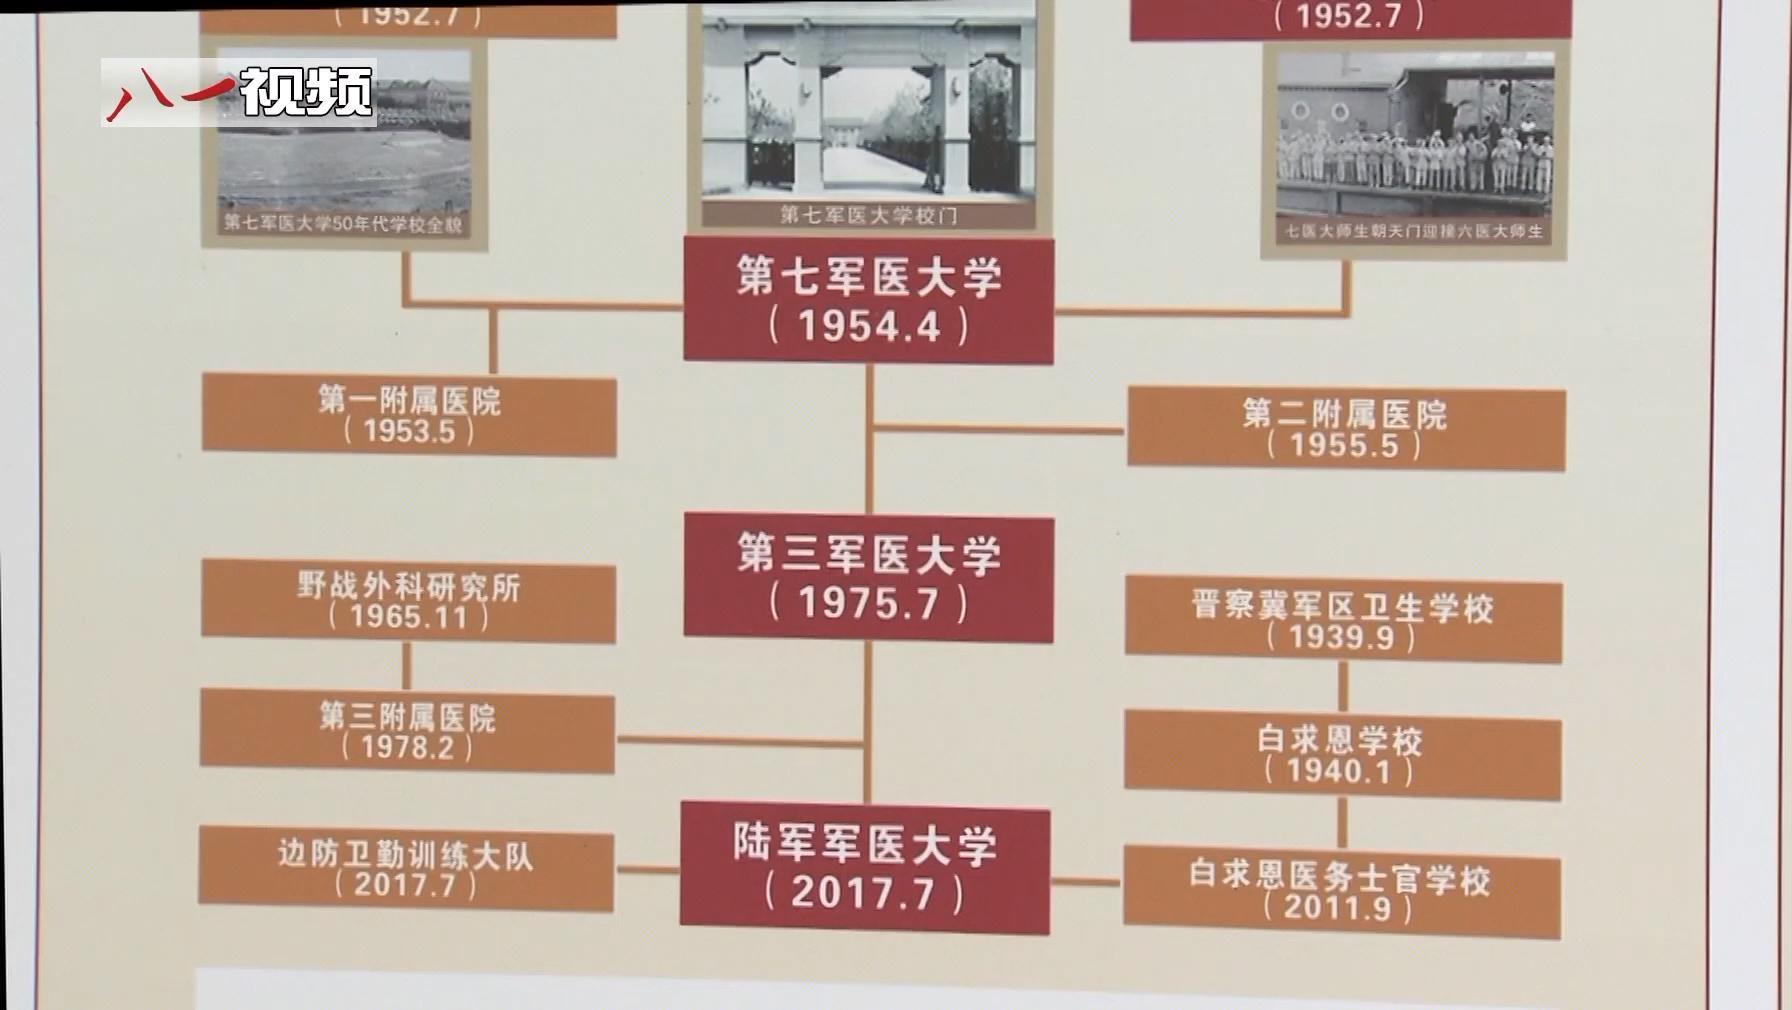 (1952.7)
(1952.7)
八一视频
第七军医大学50年代学校全貌
第七军医大学校门
七医大师生朝天门迎接六医大师生
第七军医大学
(1954.4)
第一附属医院
(1953.5)
第二附属医院
(1955.5)
第三军医大学
(1975.7)
野战外科研究所
(1965.11)
晋察冀军区卫生学校
(1939.9)
第三附属医院
(1978.2)
白求恩学校
(1940.1)
边防卫勤训练大队
(2017.7)
陆军军医大学
(2017.7)
白求恩医务士官学校
(2011.9)